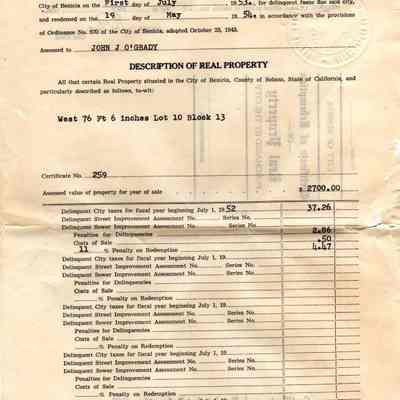 City of Benicia on the First day of July 1953, for delinquent taxes due said city,
and redeemed on the 19 day of May 1954 in accordance with the provisions
of Ordinance No. 570 of the City of Benicia, adopted October 23, 1943.
Assessed to JOHN J O'GRADY
DESCRIPTION OF REAL PROPERTY
All that certain Real Property situated in the City of Benicia, County of Solano, State of California, and
particularly described as follows, to-wit:
West 76 Ft 6 inches Lot 10 Block 13
Certificate No. 259
Assessed value of property for year of sale $ 2700.00
Delinquent City taxes for fiscal year beginning July 1, 1952 37.26
Delinquent Street Improvement Assessment No. Series No.
Delinquent Sewer Improvement Assessment No. Series No.
Penalties for Delinquencies 2.86
Costs of Sale .50
11 % Penalty on Redemption 4.47
Delinquent City taxes for fiscal year beginning July 1, 19
Delinquent Street Improvement Assessment No. Series No.
Delinquent Sewer Improvement Assessment No. Series No.
Penalties for Delinquencies
Costs of Sale
% Penalty on Redemption
Delinquent City taxes for fiscal year beginning July 1, 19
Delinquent Street Improvement Assessment No. Series No.
Delinquent Sewer Improvement Assessment No. Series No.
Penalties for Delinquencies
Costs of Sale
% Penalty on Redemption
Delinquent City taxes for fiscal year beginning July 1, 19
Delinquent Street Improvement Assessment No. Series No.
Delinquent Sewer Improvement Assessment No. Series No.
Penalties for Delinquencies
Costs of Sale